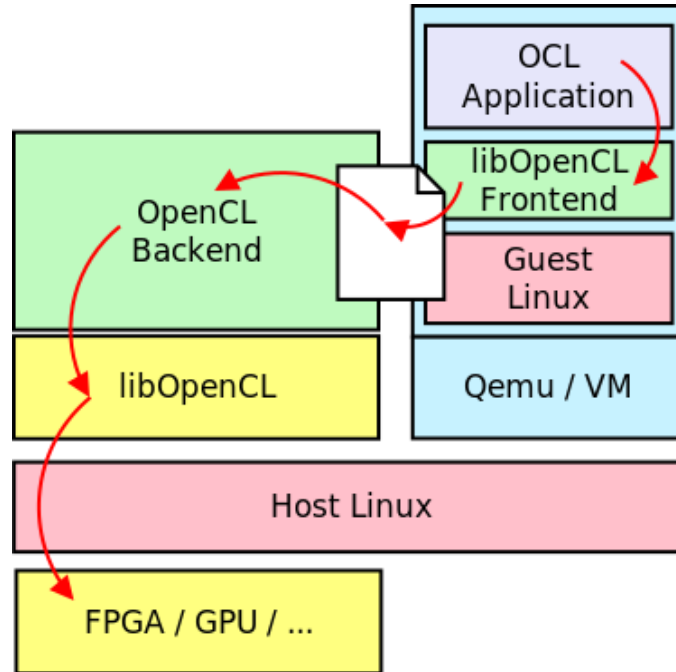 OCL
Application
libOpenCL
Frontend
OpenCL
Backend
Guest
Linux
libOpenCL
Qemu / VM
Host Linux
FPGA / GPU / ...